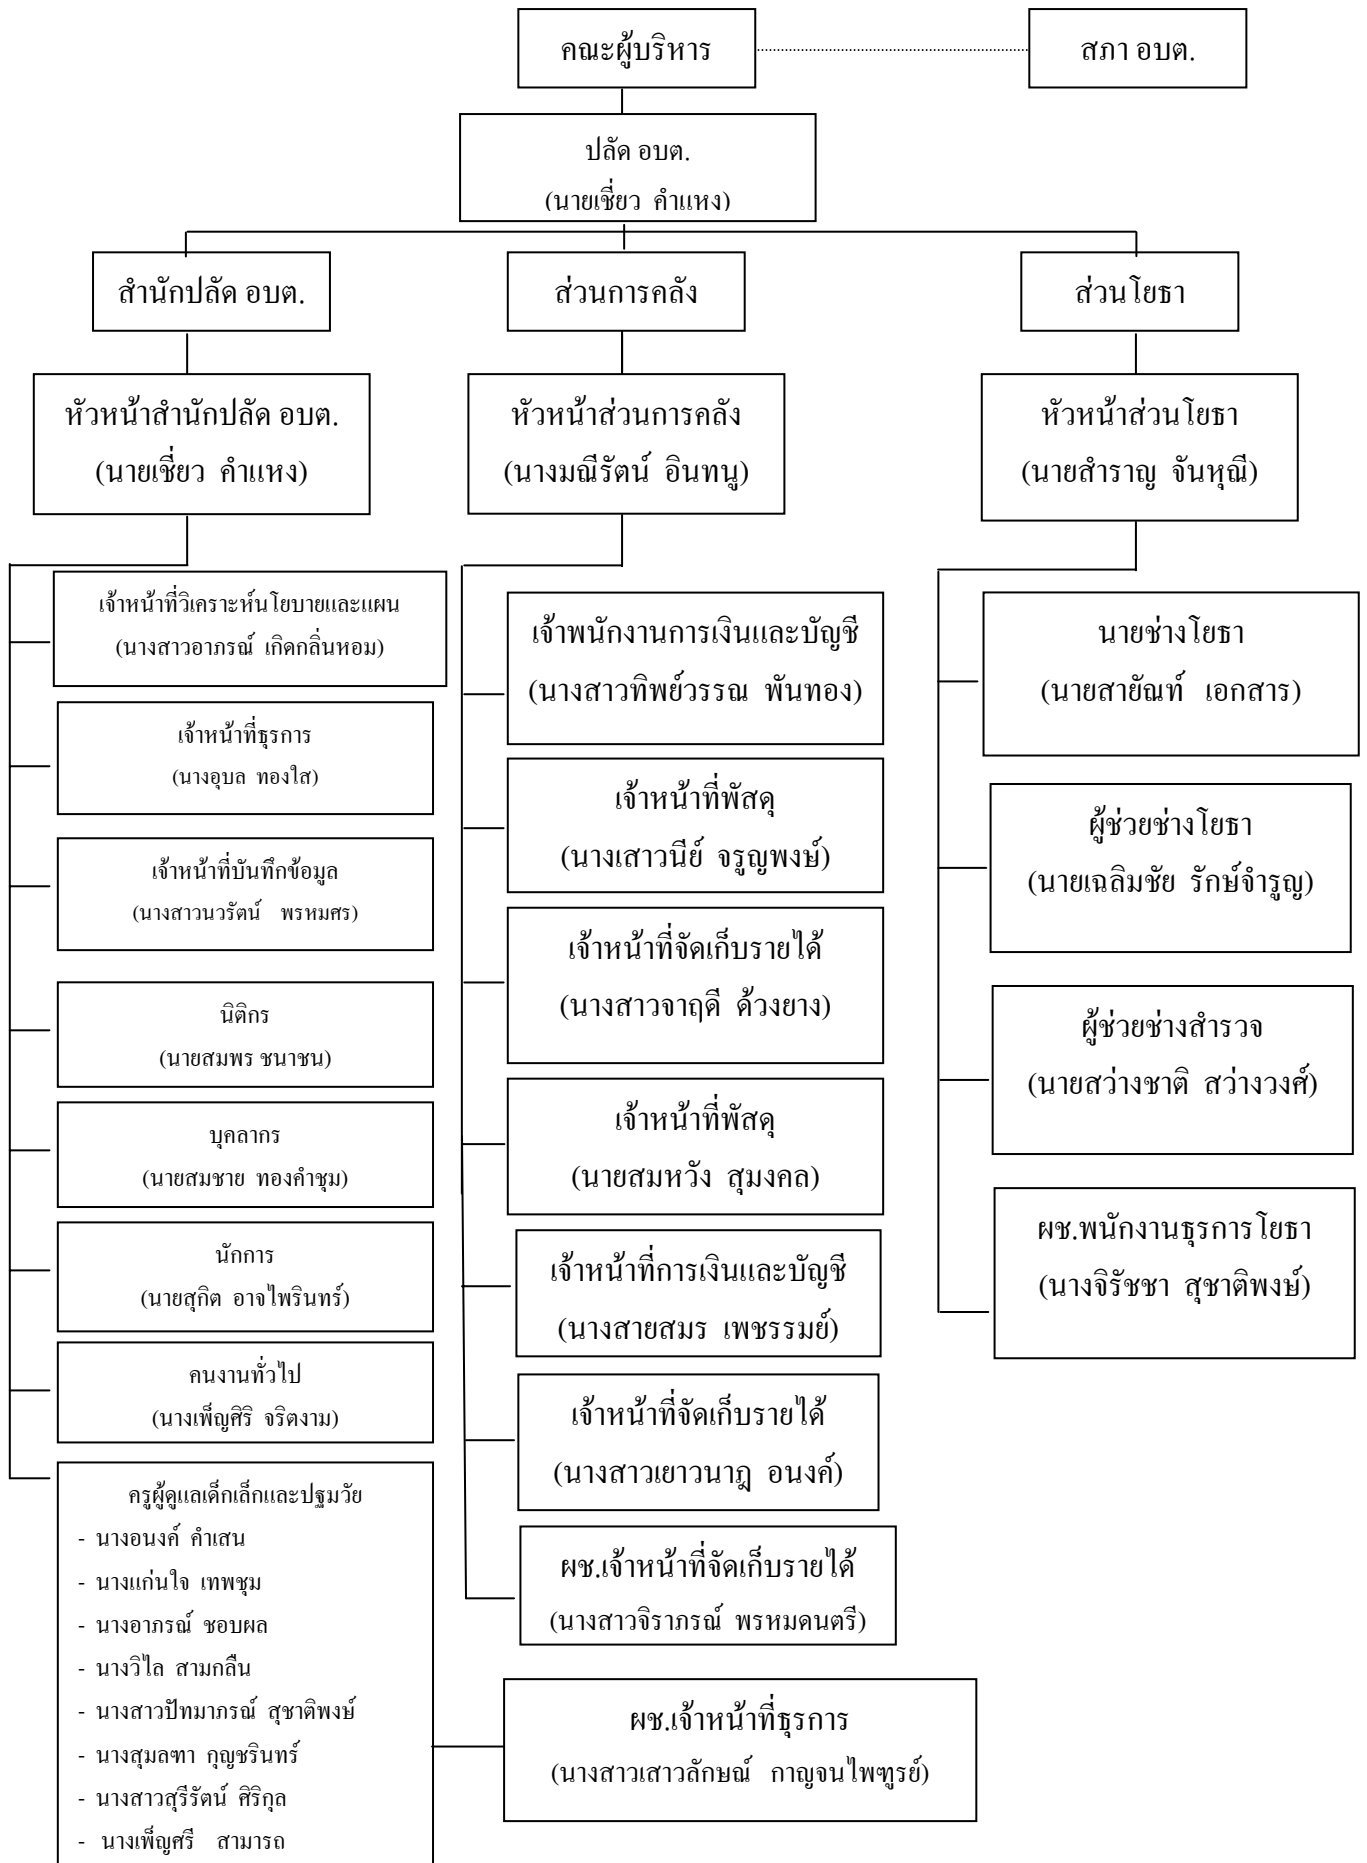 คณะผู้บริหาร
สภา อบต.
ปลัด อบต.
(นายเชี่ยว คำแหง)
สำนักปลัด อบต.
ส่วนการคลัง
ส่วนโยธา
หัวหน้าสำนักปลัด อบต.
(นายเชี่ยว คำแหง)
หัวหน้าส่วนการคลัง
(นางมณีรัตน์ อินทนู)
หัวหน้าส่วนโยธา
(นายสำราญ จันหุณี)
เจ้าหน้าที่วิเคราะห์นโยบายและแผน
(นางสาวอาภรณ์ เกิดกลิ่นหอม)
เจ้าหน้าที่ธุรการ
(นางอุบล ทองใส)
เจ้าหน้าที่บันทึกข้อมูล
(นางสาวนวรัตน์ พรหมศร)
นิติกร
(นายสมพร ชนาชน)
บุคลากร
(นายสมชาย ทองคำชุม)
นักการ
(นายสุกิต อาจไพรินทร์)
คนงานทั่วไป
(นางเพ็ญศิริ จริตงาม)
ครูผู้ดูแลเด็กเล็กและปฐมวัย
- นางอนงค์ คำเสน
- นางแก่นใจ เทพชุม
- นางอาภรณ์ ชอบผล
- นางวิไล สามกลืน
- นางสาวปัทมาภรณ์ สุชาติพงษ์
- นางสุมลฑา กุญชรินทร์
- นางสาวสุรีรัตน์ ศิริกุล
- นางเพ็ญศรี สามารถ
เจ้าพนักงานการเงินและบัญชี
(นางสาวทิพย์วรรณ พันทอง)
เจ้าหน้าที่พัสดุ
(นางเสาวนีย์ จรูญพงษ์)
เจ้าหน้าที่จัดเก็บรายได้
(นางสาวจาฤดี ด้วงยาง)
เจ้าหน้าที่พัสดุ
(นายสมหวัง สุมงคล)
เจ้าหน้าที่การเงินและบัญชี
(นางสายสมร เพชรรมย์)
เจ้าหน้าที่จัดเก็บรายได้
(นางสาวเยาวนาฎ อนงค์)
ผช.เจ้าหน้าที่จัดเก็บรายได้
(นางสาวจิราภรณ์ พรหมดนตรี)
ผช.เจ้าหน้าที่ธุรการ
(นางสาวเสาวลักษณ์ กาญจนไพฑูรย์)
นายช่างโยธา
(นายสายัณท์ เอกสาร)
ผู้ช่วยช่างโยธา
(นายเฉลิมชัย รักษ์จำรูญ)
ผู้ช่วยช่างสำรวจ
(นายสว่างชาติ สว่างวงศ์)
ผช.พนักงานธุรการโยธา
(นางจิรัชชา สุชาติพงษ์)